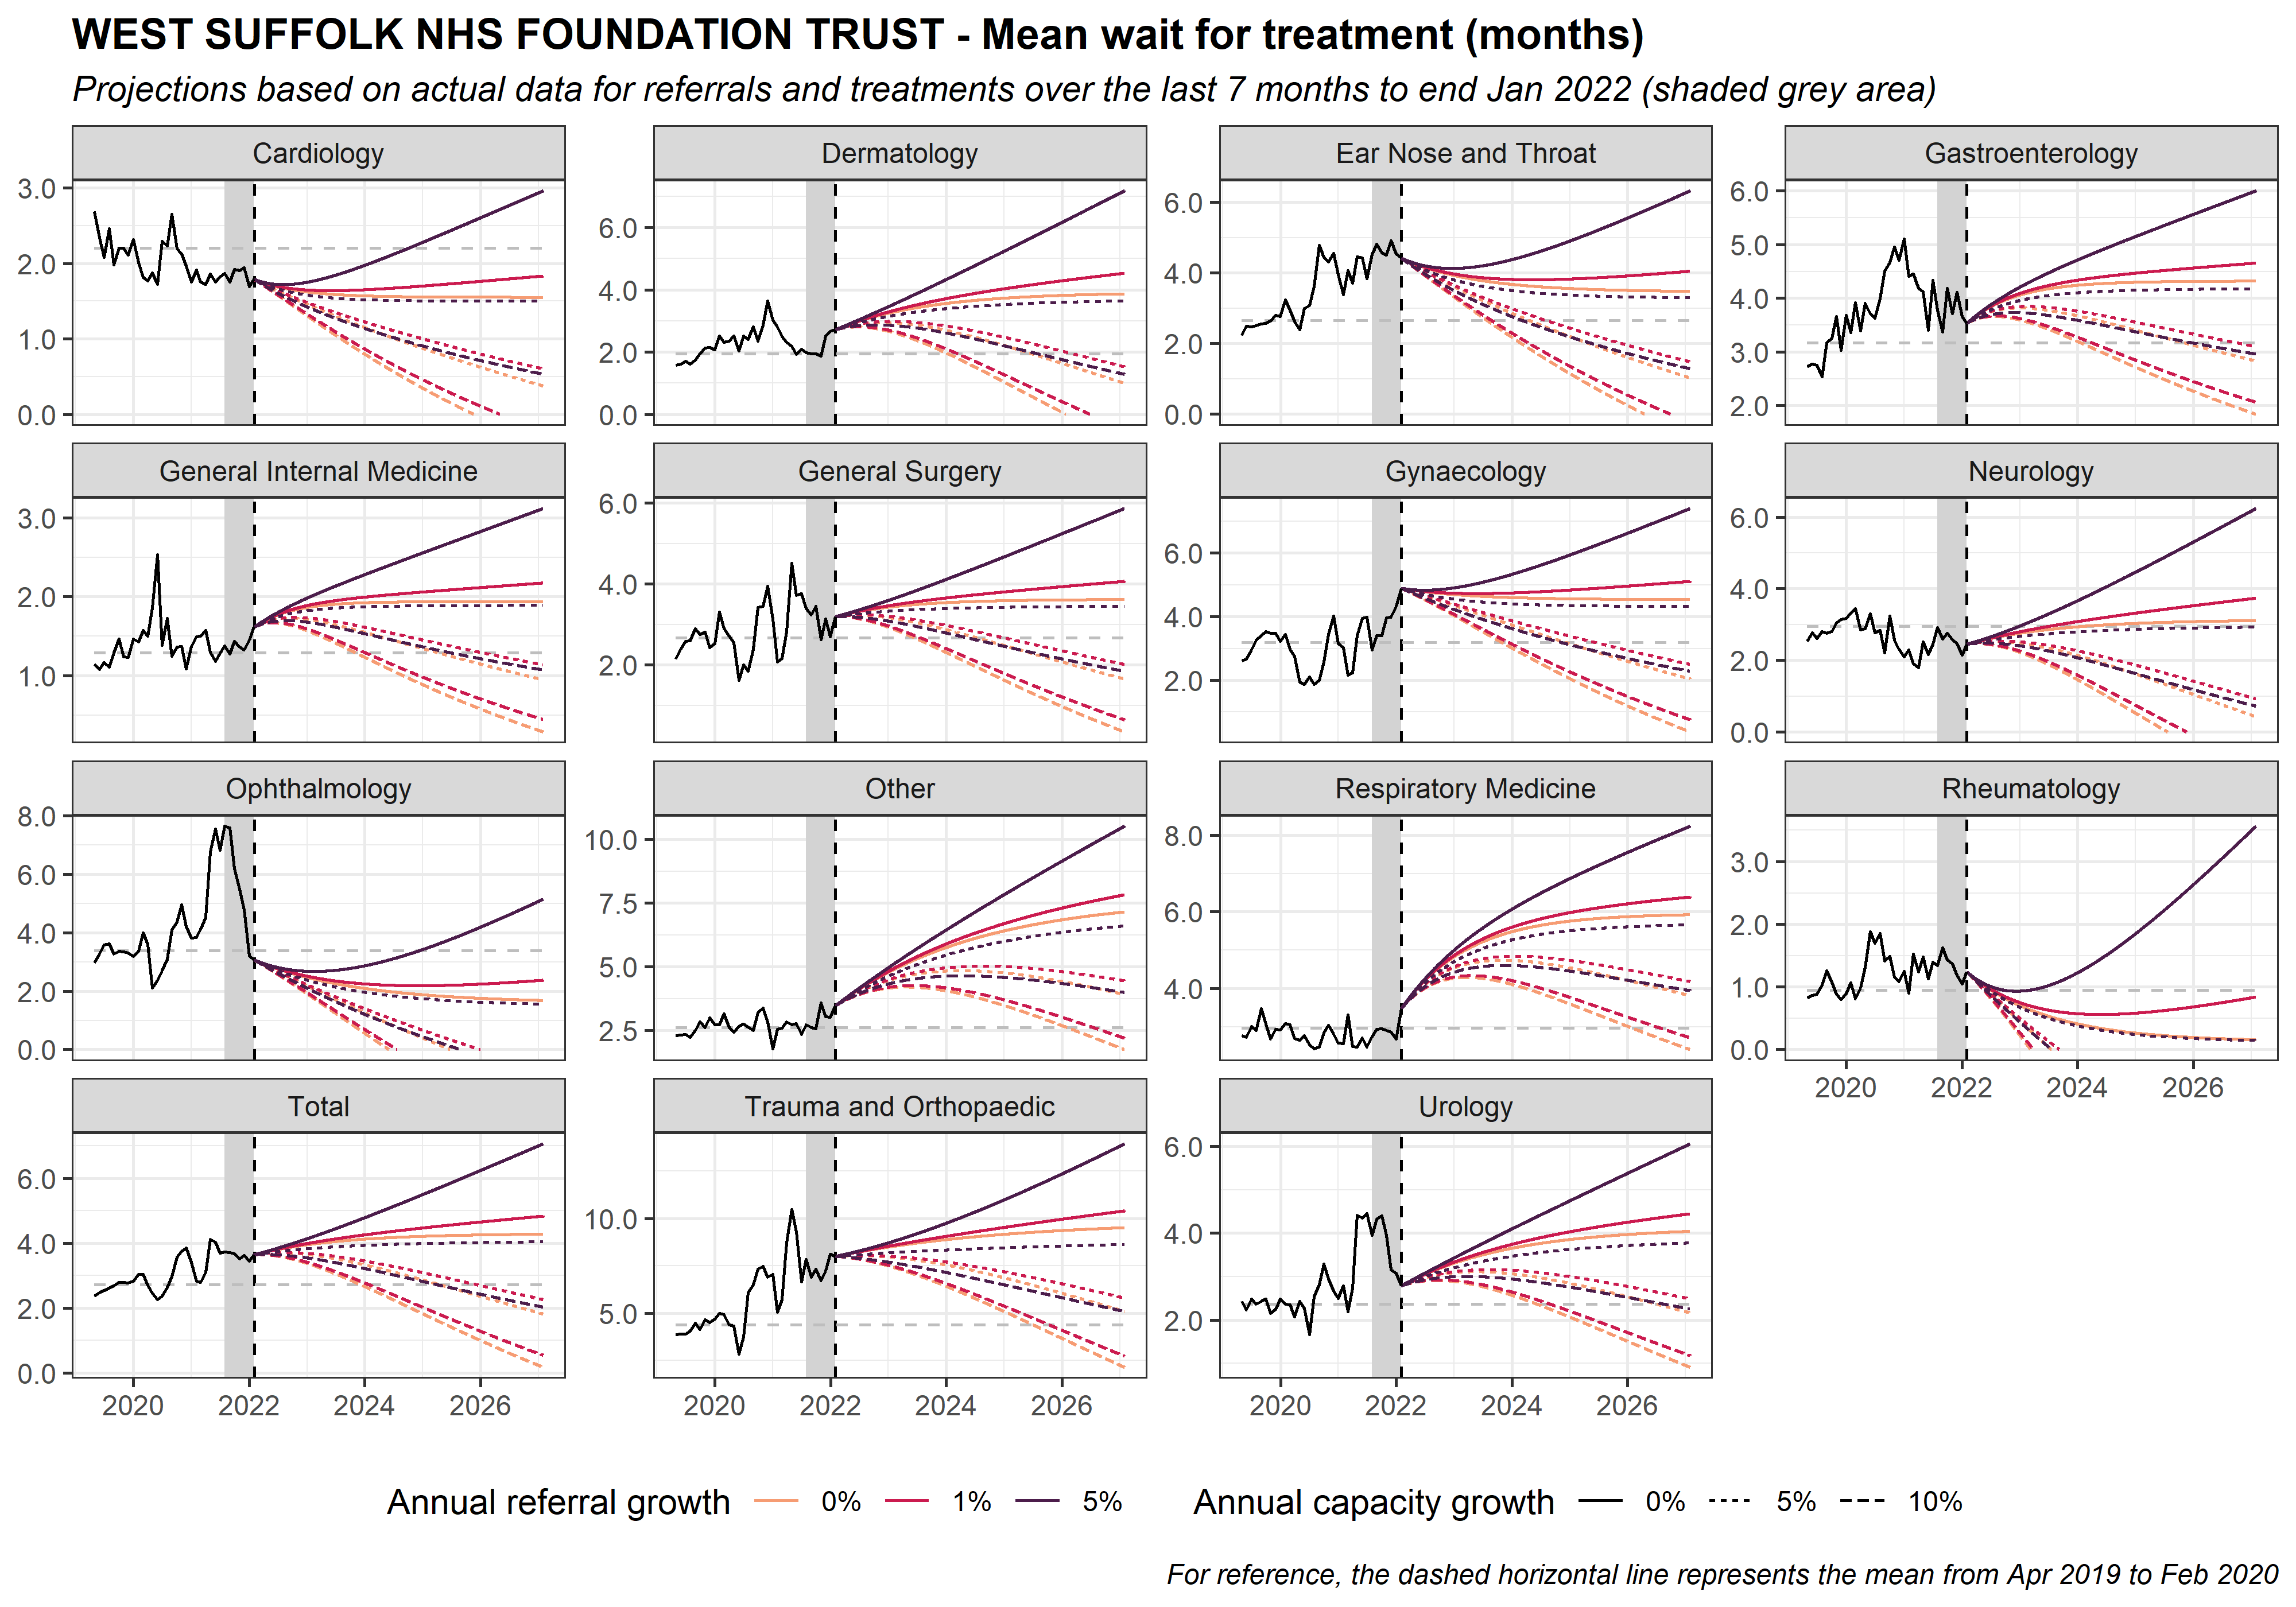 WEST SUFFOLK NHS FOUNDATION TRUST - Mean wait for treatment (months)
Projections based on actual data for referrals and treatments over the last 7 months to end Jan 2022 (shaded grey area)
Cardiology
3.0
2.0
1.0
0.0
Dermatology
6.0
4.0
2.0
0.0
Ear Nose and Throat
6.0
4.0
2.0
0.0
Gastroenterology
6.0
5.0
4.0
3.0
2.0
General Internal Medicine
3.0
2.0
1.0
General Surgery
6.0
4.0
2.0
Gynaecology
6.0
4.0
2.0
Neurology
6.0
4.0
2.0
0.0
Ophthalmology
8.0
6.0
4.0
2.0
0.0
Other
10.0
7.5
5.0
2.5
Respiratory Medicine
8.0
6.0
4.0
Rheumatology
3.0
2.0
1.0
0.0
2020 2022 2024 2026
Total
6.0
4.0
2.0
0.0
2020 2022 2024 2026
Trauma and Orthopaedic
10.0
5.0
2020 2022 2024 2026
Urology
6.0
4.0
2.0
2020 2022 2024 2026
Annual referral growth 0% 1% 5%
Annual capacity growth 0% 5% 10%
For reference, the dashed horizontal line represents the mean from Apr 2019 to Feb 2020